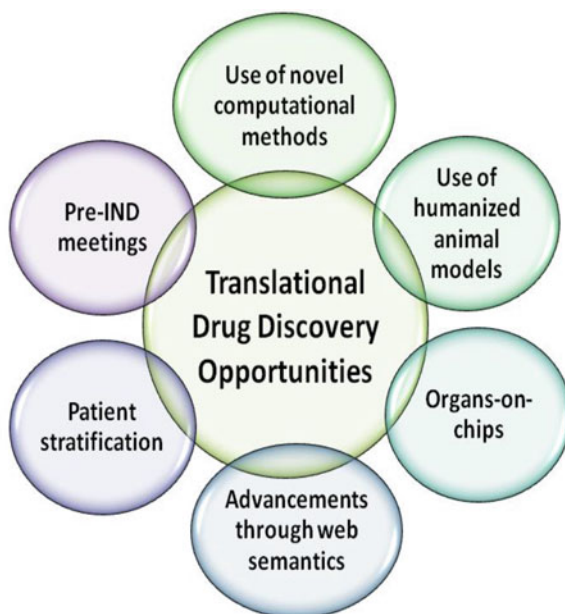 Use of novel
computational
methods
Use of
humanized
animal
models
Organs-on-
chips
Advancements
through web
semantics
Patient
stratification
Pre-IND
meetings
Translational
Drug Discovery
Opportunities